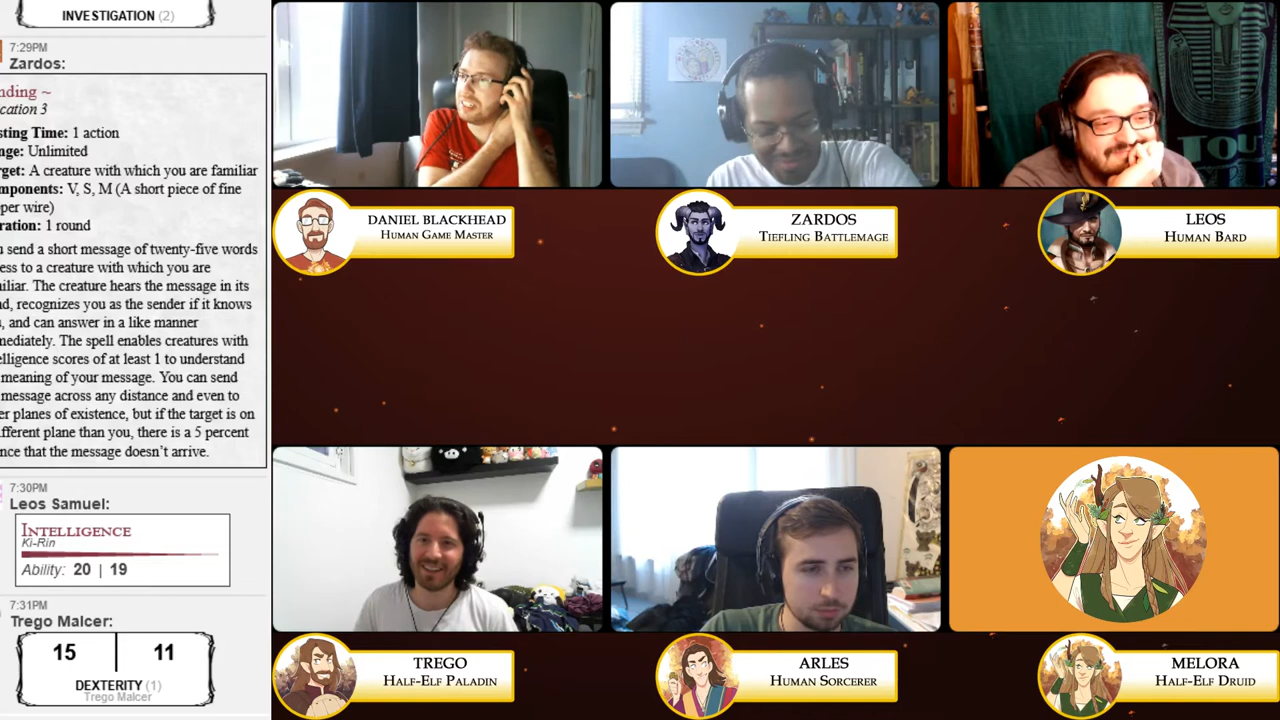 INVESTIGATION (2)
7:29PM
Zardos:
nding ~
cation 3
sting Time: 1 action
nge: Unlimited
rget: A creature with which you are familiar
mponents: V, S, M (A short piece of fine
per wire)
ration: 1 round
u send a short message of twenty-five words
ess to a creature with which you are
niliar. The creature hears the message in its
nd, recognizes you as the sender if it knows
, and can answer in a like manner
mediately. The spell enables creatures with
elligence scores of at least 1 to understand
meaning of your message. You can send
message across any distance and even to
er planes of existence, but if the target is on
ifferent plane than you, there is a 5 percent
nce that the message doesn't arrive.
7:30PM
Leos Samuel:
INTELLIGENCE
Ki-Rin
Ability: 20 | 19
7:31PM
Trego Malcer:
15 11
DEXTERITY (1)
Trego Malcer
DANIEL BLACKHEAD
HUMAN GAME MASTER
ZARDOS
TIEFLING BATTLEMAGE
YOU
LEOS
HUMAN BARD
TREGO
HALF-ELF PALADIN
ARLES
HUMAN SORCERER
MELORA
HALF-ELF DRUID